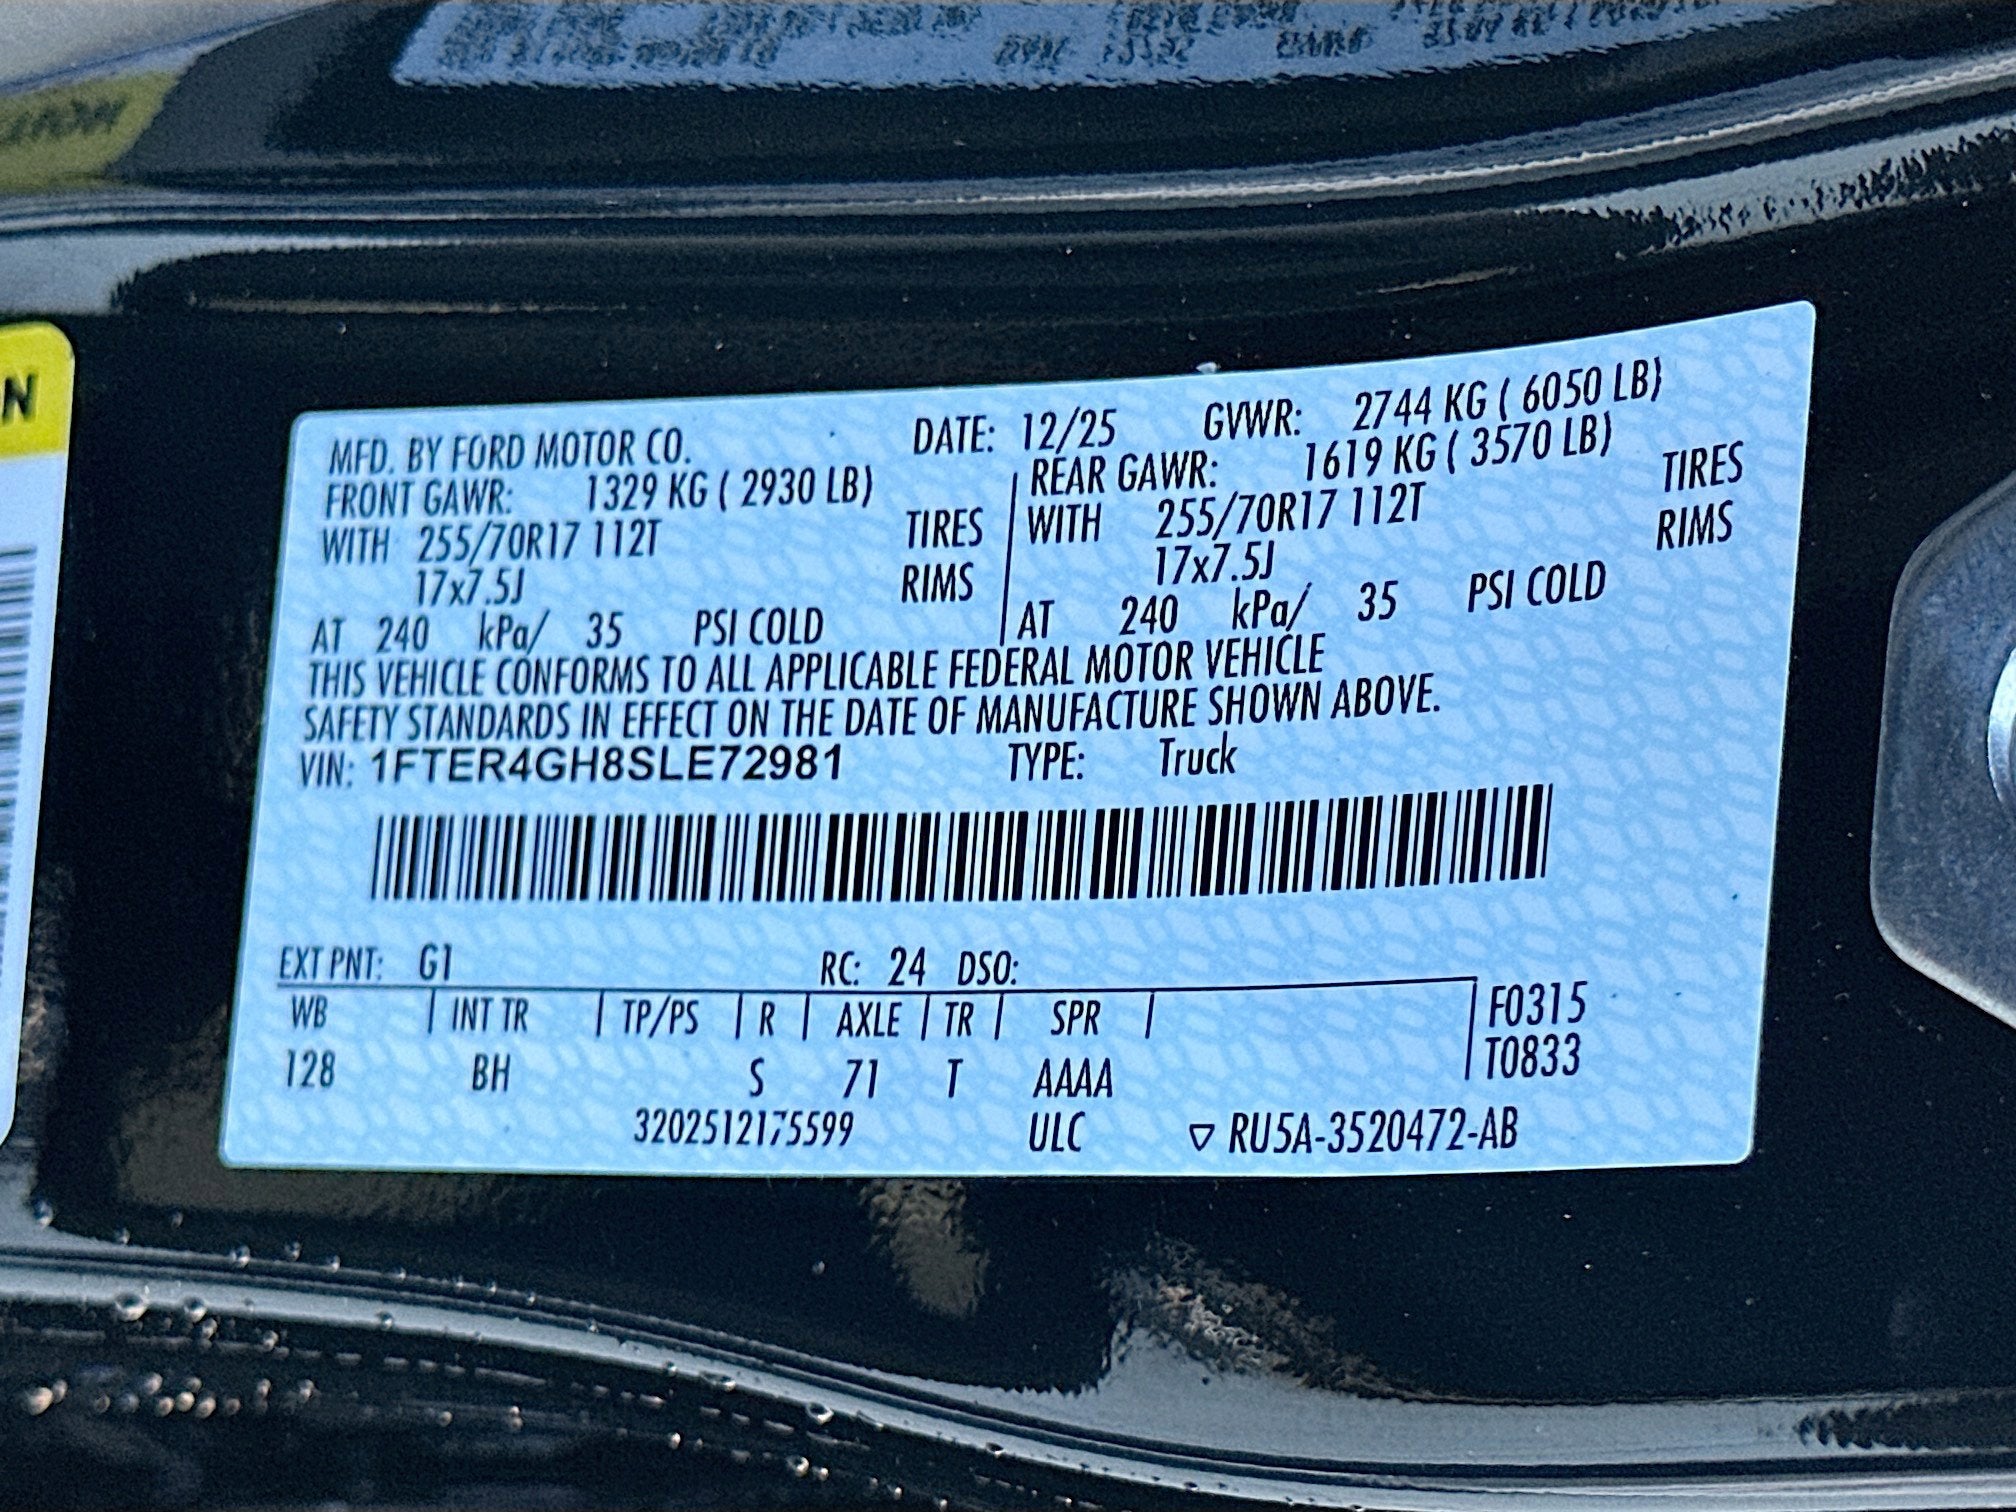 N
MFD. BY FORD MOTOR CO. DATE: 12/25 GVWR: 2744 KG ( 6050 LB)
FRONT GAWR: 1329 KG ( 2930 LB) REAR GAWR: 1619 KG ( 3570 LB)
WITH 255/70R17 112T TIRES WITH 255/70R17 112T TIRES
17x7.5J RIMS 17x7.5J RIMS
AT 240 kPa/ 35 PSI COLD AT 240 kPa/ 35 PSI COLD
THIS VEHICLE CONFORMS TO ALL APPLICABLE FEDERAL MOTOR VEHICLE
SAFETY STANDARDS IN EFFECT ON THE DATE OF MANUFACTURE SHOWN ABOVE.
VIN: 1FTER4GH8SLE72981 TYPE: Truck
EXT PNT: G1 RC: 24 DSO:
WB INT TR TP/PS R AXLE TR SPR F0315
128 BH S 71 T AAAA T0833
3202512175599 ULC ▽ RU5A-3520472-AB